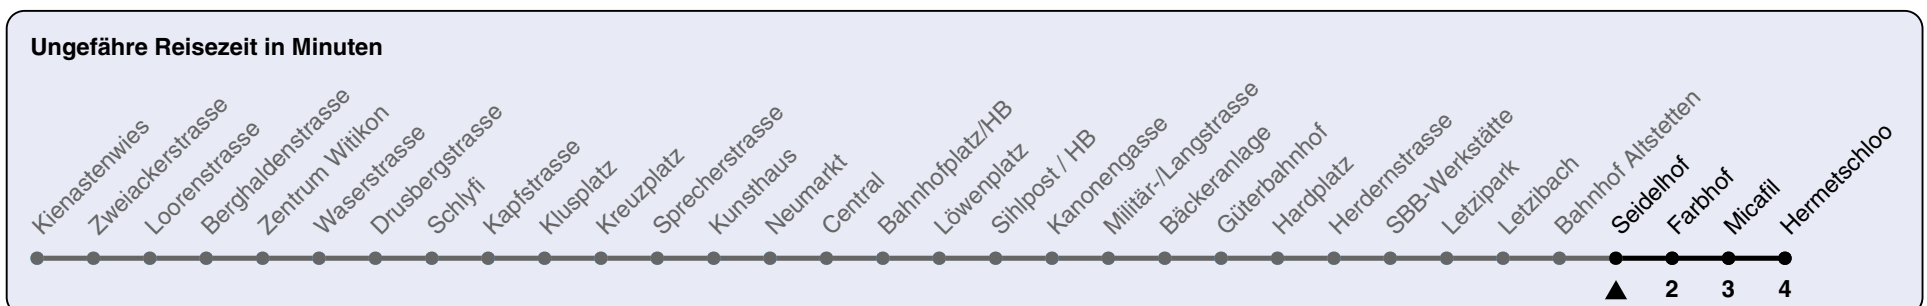 Ungefähre Reisezeit in Minuten
Kienastenwies
Zweiackerstrasse
Loorenstrasse
Berghaldenstrasse
Zentrum Witikon
Waserstrasse
Drusbergstrasse
Schlyfi
Kapfstrasse
Klusplatz
Kreuzplatz
Sprecherstrasse
Kunsthaus
Neumarkt
Central
Bahnhofplatz/HB
Löwenplatz
Sihlpost / HB
Kanonengasse
Militär-/Langstrasse
Bäckeranlage
Güterbahnhof
Hardplatz
Herdernstrasse
SBB-Werkstätte
Letzipark
Letzibach
Bahnhof Altstetten
Seidelhof
Farbhof
Micafil
Hermetschloo
2 3 4